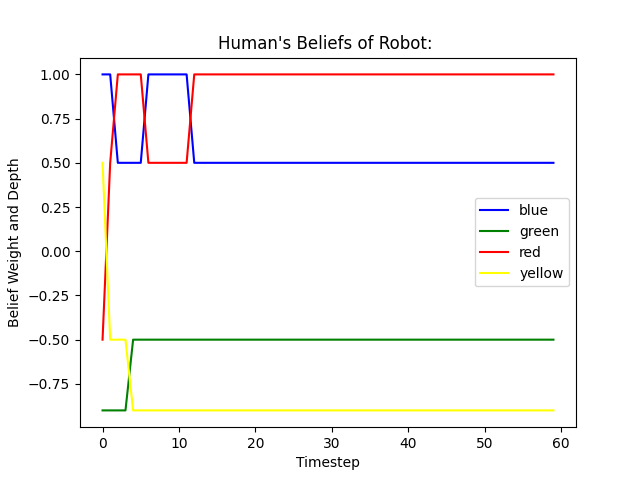 Human's Beliefs of Robot:
1.00
0.75
0.50
0.25
0.00
−0.25
−0.50
−0.75
Belief Weight and Depth
blue
green
red
yellow
0 10 20 30 40 50 60
Timestep